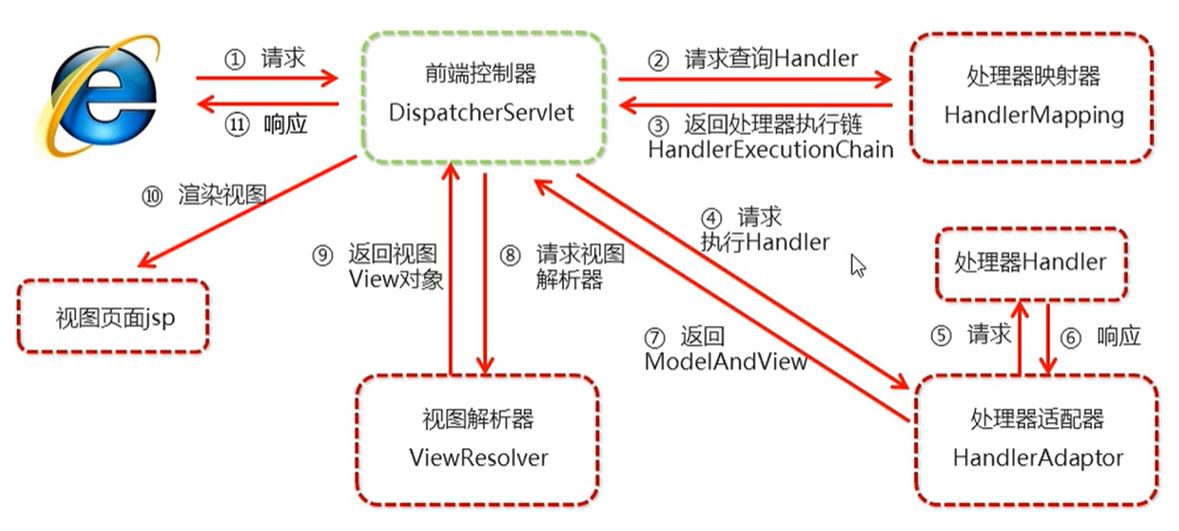 ① 请求
⑪ 响应
前端控制器
DispatcherServlet
② 请求查询Handler
③ 返回处理器执行链
HandlerExecutionChain
处理器映射器
HandlerMapping
⑩ 渲染视图
④ 请求
执行Handler
⑨ 返回视图
View对象
⑧ 请求视图
解析器
处理器Handler
视图页面jsp
⑦ 返回
ModelAndView
⑤ 请求
⑥ 响应
视图解析器
ViewResolver
处理器适配器
HandlerAdaptor